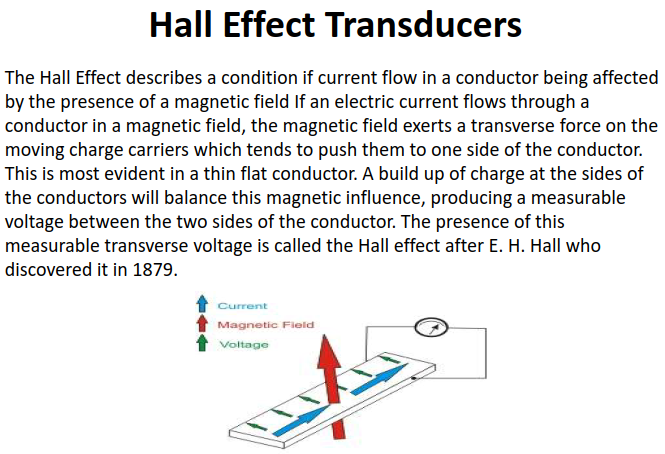 Hall Effect Transducers
The Hall Effect describes a condition if current flow in a conductor being affected
by the presence of a magnetic field If an electric current flows through a
conductor in a magnetic field, the magnetic field exerts a transverse force on the
moving charge carriers which tends to push them to one side of the conductor.
This is most evident in a thin flat conductor. A build up of charge at the sides of
the conductors will balance this magnetic influence, producing a measurable
voltage between the two sides of the conductor. The presence of this
measurable transverse voltage is called the Hall effect after E. H. Hall who
discovered it in 1879.
Current
Magnetic Field
Voltage